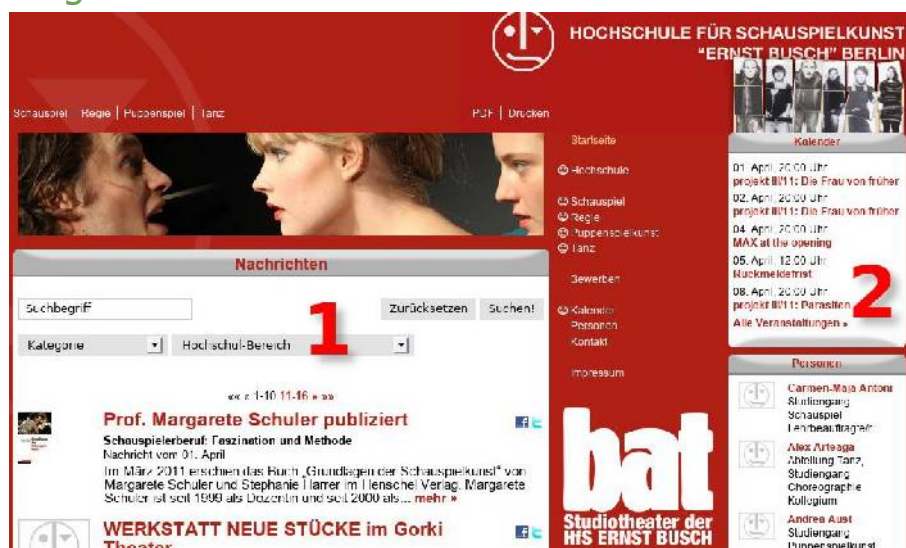 HOCHSCHULE FÜR SCHAUSPIELKUNST
"ERNST BUSCH" BERLIN
Schauspiel Regie | Puppenspiel | Tanz
PDF | Drucken
Startseite
Hochschule
Schauspiel
Regie
Puppenspielkunst
Tanz
Bewerben
Kalender
Personen
Kontakt
Impressum
Nachrichten
Suchbegriff
Zurücksetzen
Suchen!
Kategorie
Hochschul-Bereich
1
«« « 1-10 11-16 » »»
Prof. Margarete Schuler publiziert
Schauspielerberuf: Faszination und Methode
Nachricht vom 01. April
Im März 2011 erschien das Buch „Grundlagen der Schauspielkunst" von
Margarete Schuler und Stephanie Harrer im Henschel Verlag. Margarete
Schuler ist seit 1999 als Dozentin und seit 2000 als... mehr »
WERKSTATT NEUE STÜCKE im Gorki
Theater
bat
Studiotheater der
HfS ERNST BUSCH
Kalender
01. April, 20:00 Uhr
projekt III/11: Die Frau von früher
02. April, 20:00 Uhr
projekt III/11: Die Frau von früher
04. April, 20:00 Uhr
MAX at the opening
05. April, 12:00 Uhr
Rückmeldefrist
08. April, 20:00 Uhr
projekt III/11: Parasiten
Alle Veranstaltungen »
2
Personen
Carmen-Maja Antoni
Studiengang
Schauspiel
Lehrbeauftragte/r
Alex Arteaga
Abteilung Tanz,
Studiengang
Choreographie
Kollegium
Andrea Aust
Studiengang
Puppenspielkunst